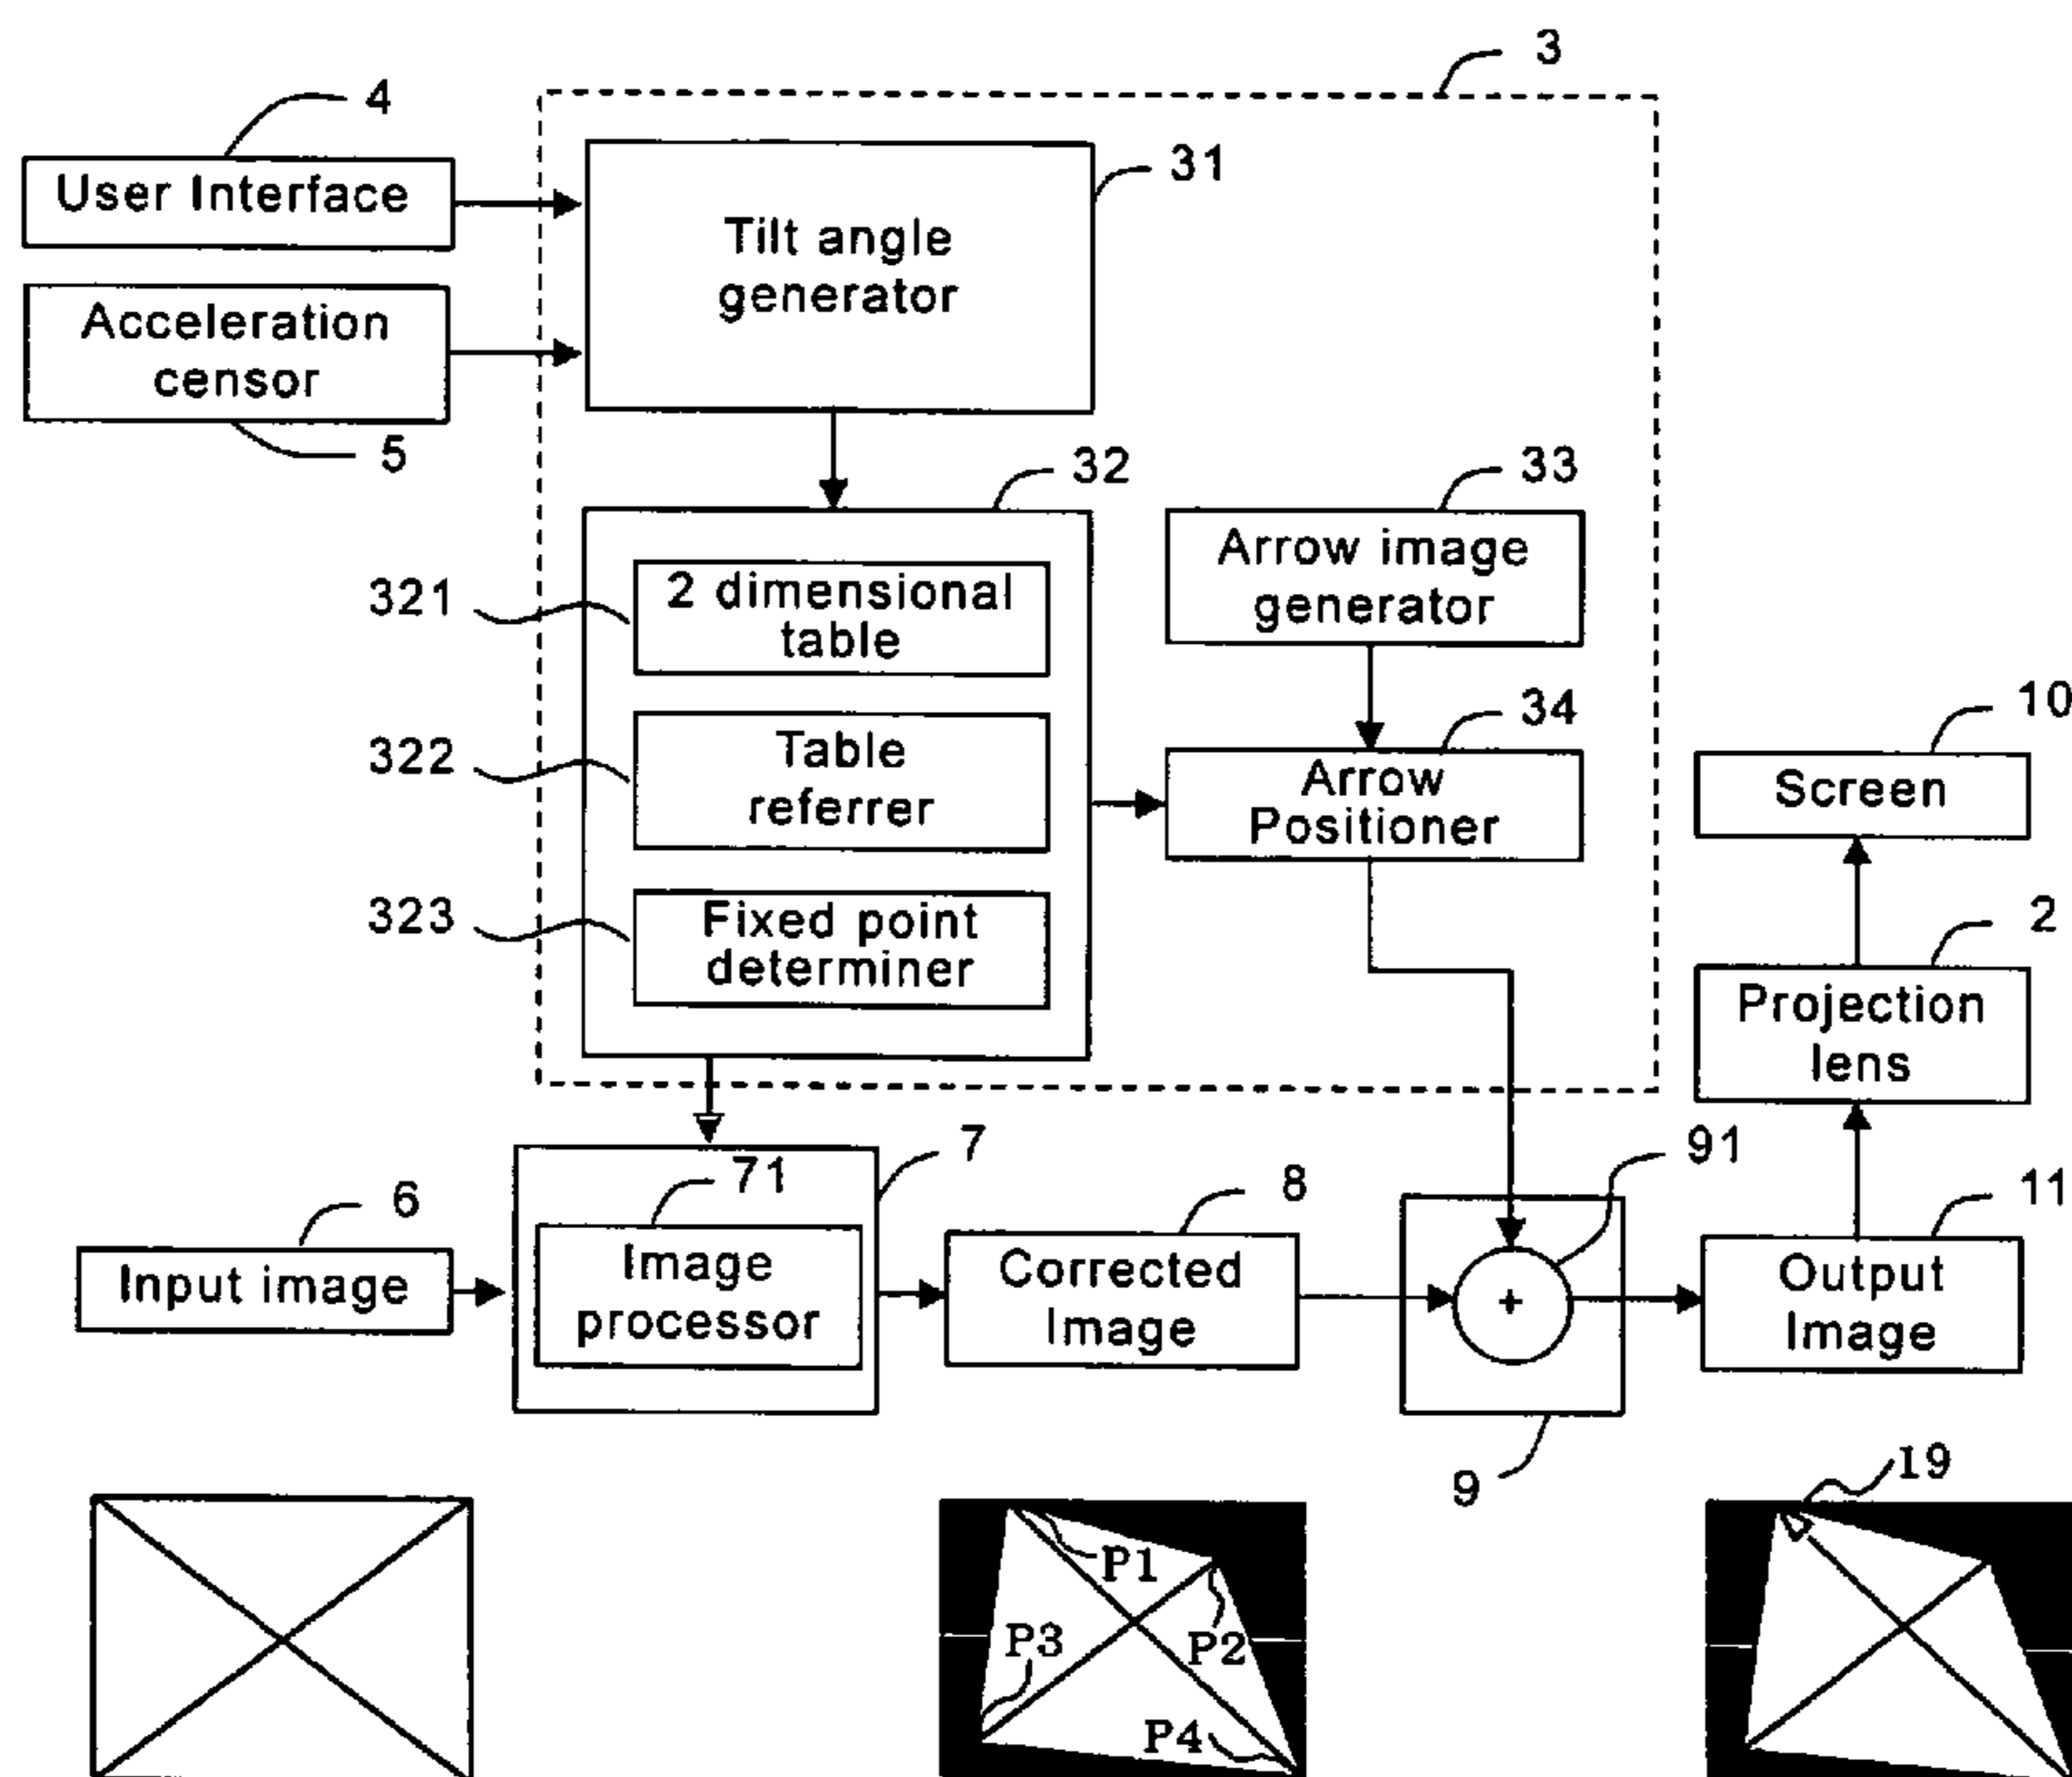 3
4
User Interface
31
Tilt angle
generator
Acceleration
censor
5
32
33
321
2 dimensional
table
Arrow image
generator
322
Table
referrer
34
Arrow
Positioner
10
Screen
323
Fixed point
determiner
2
Projection
lens
6
Input image
7
71
Image
processor
8
Corrected
Image
91
+
9
11
Output
Image
P1
P2
P3
P4
19